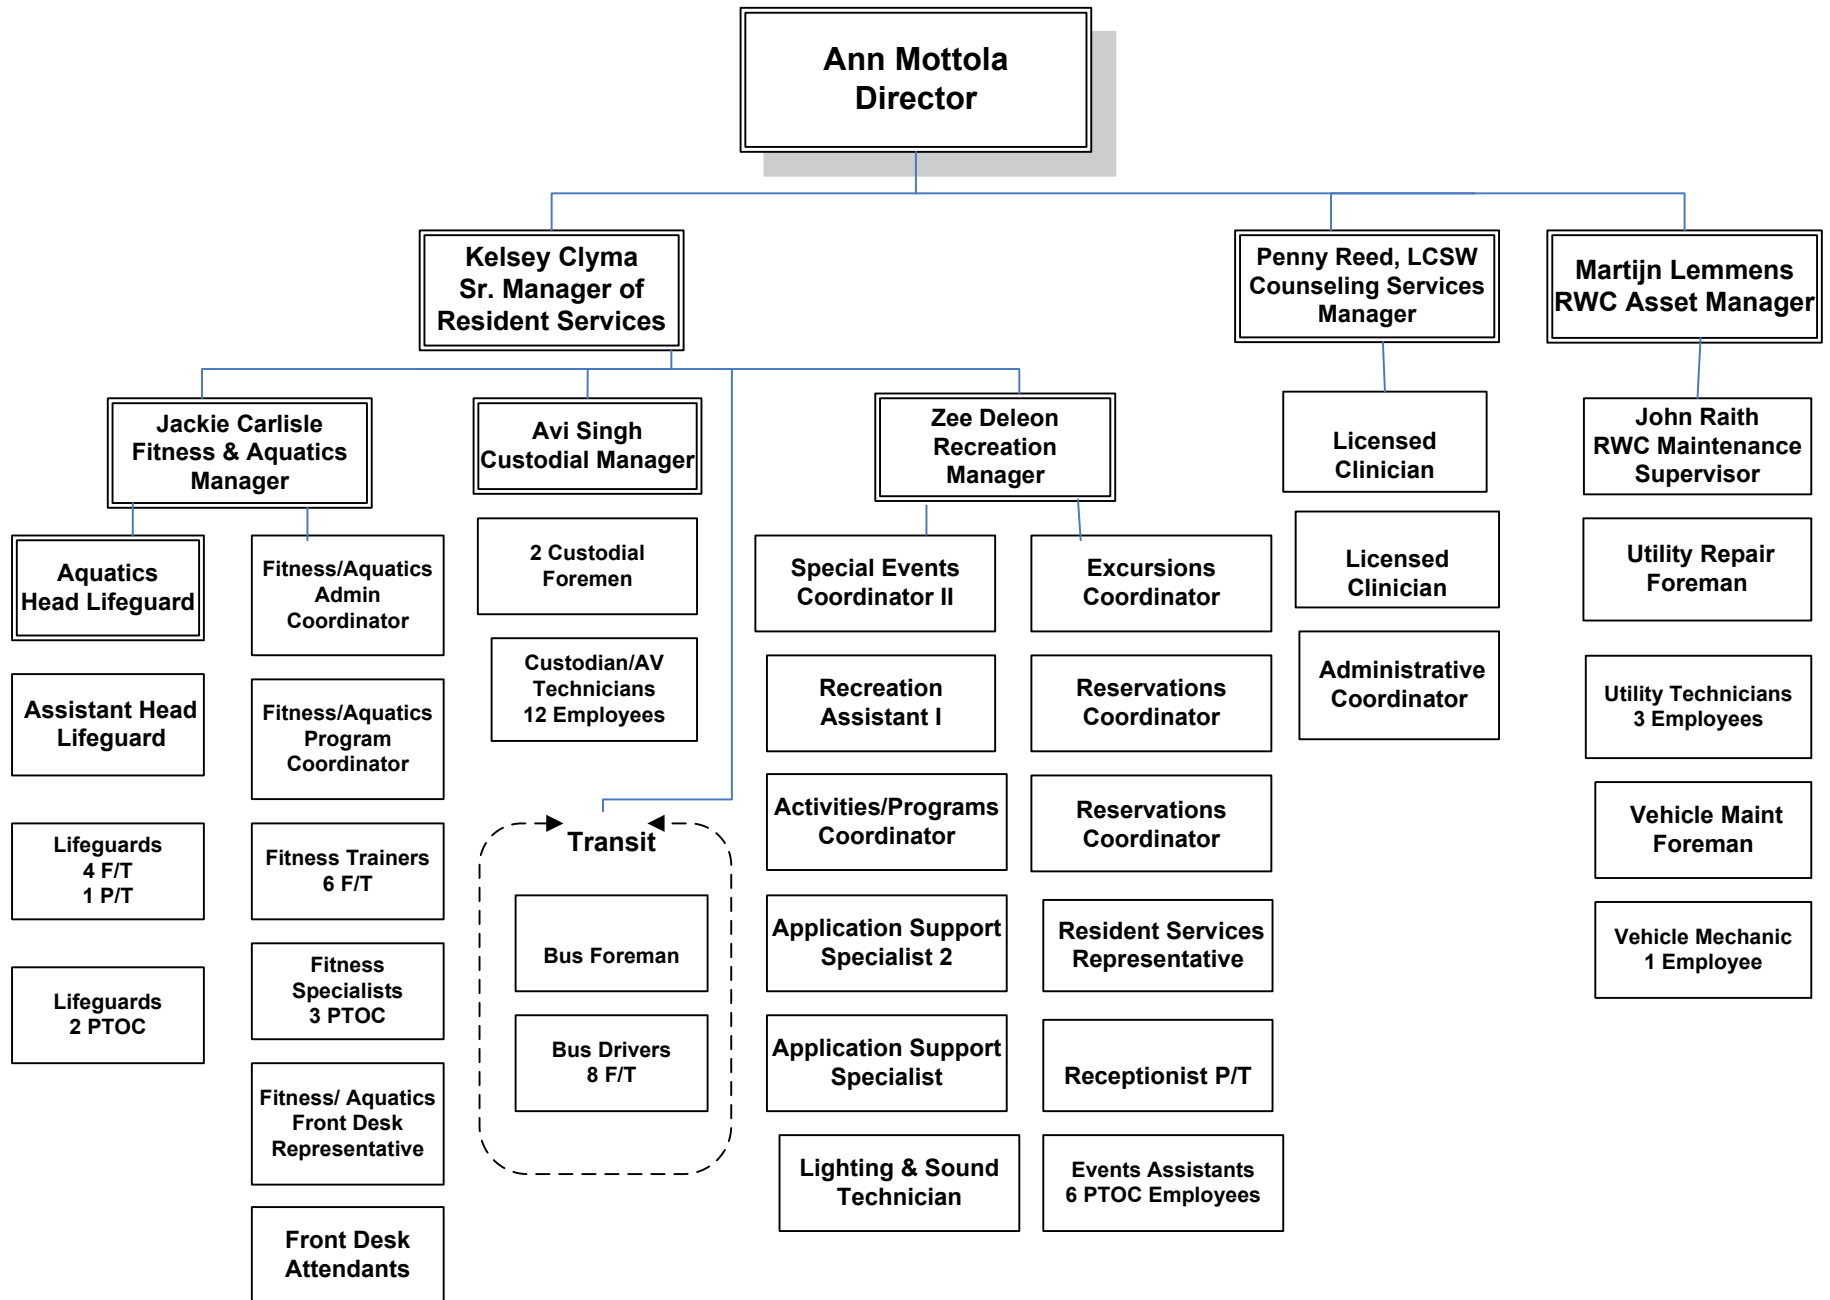 Ann Mottola
Director
Kelsey Clyma
Sr. Manager of
Resident Services
Penny Reed, LCSW
Counseling Services
Manager
Martijn Lemmens
RWC Asset Manager
Jackie Carlisle
Fitness & Aquatics
Manager
Avi Singh
Custodial Manager
Zee Deleon
Recreation
Manager
Licensed
Clinician
John Raith
RWC Maintenance
Supervisor
Aquatics
Head Lifeguard
Fitness/Aquatics
Admin
Coordinator
2 Custodial
Foremen
Special Events
Coordinator II
Excursions
Coordinator
Licensed
Clinician
Utility Repair
Foreman
Assistant Head
Lifeguard
Fitness/Aquatics
Program
Coordinator
Custodian/AV
Technicians
12 Employees
Recreation
Assistant I
Reservations
Coordinator
Administrative
Coordinator
Utility Technicians
3 Employees
Lifeguards
4 F/T
1 P/T
Fitness Trainers
6 F/T
Transit
Activities/Programs
Coordinator
Reservations
Coordinator
Vehicle Maint
Foreman
Lifeguards
2 PTOC
Fitness
Specialists
3 PTOC
Bus Foreman
Application Support
Specialist 2
Resident Services
Representative
Vehicle Mechanic
1 Employee
Fitness/ Aquatics
Front Desk
Representative
Bus Drivers
8 F/T
Application Support
Specialist
Receptionist P/T
Front Desk
Attendants
Lighting & Sound
Technician
Events Assistants
6 PTOC Employees